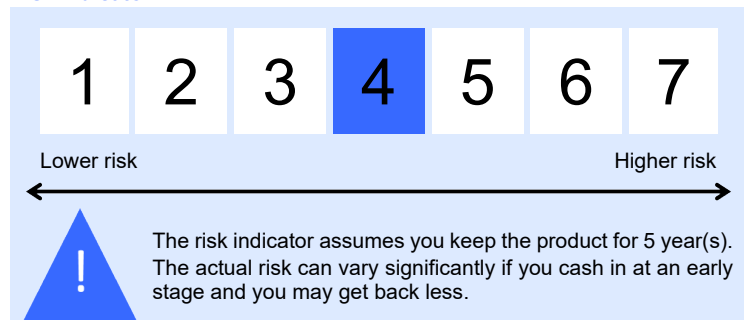 1 2 3 4 5 6 7
Lower risk Higher risk
!
The risk indicator assumes you keep the product for 5 year(s).
The actual risk can vary significantly if you cash in at an early
stage and you may get back less.